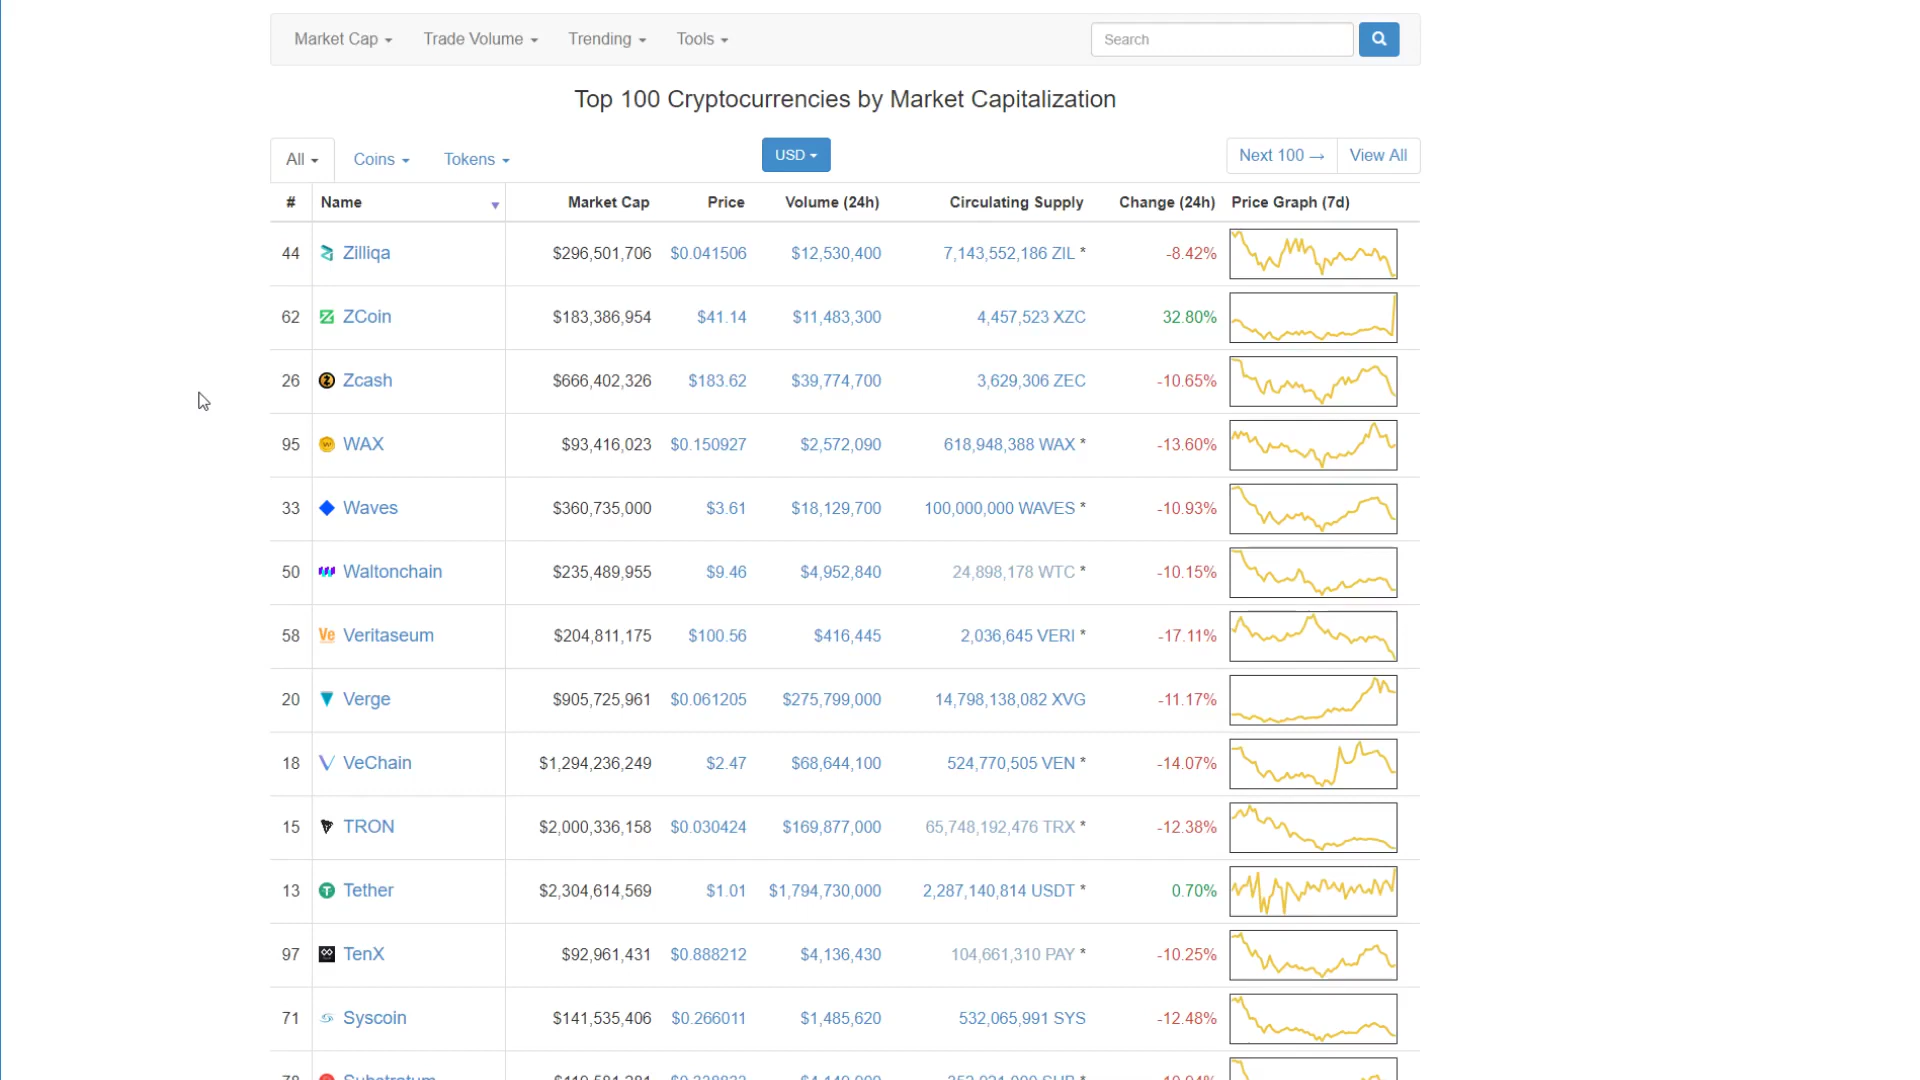 Market Cap Trade Volume Trending Tools Search
Top 100 Cryptocurrencies by Market Capitalization
All Coins Tokens USD Next 100 → View All
# Name Market Cap Price Volume (24h) Circulating Supply Change (24h) Price Graph (7d)
44 Zilliqa $296,501,706 $0.041506 $12,530,400 7,143,552,186 ZIL * -8.42%
62 ZCoin $183,386,954 $41.14 $11,483,300 4,457,523 XZC 32.80%
26 Zcash $666,402,326 $183.62 $39,774,700 3,629,306 ZEC -10.65%
95 WAX $93,416,023 $0.150927 $2,572,090 618,948,388 WAX * -13.60%
33 Waves $360,735,000 $3.61 $18,129,700 100,000,000 WAVES * -10.93%
50 Waltonchain $235,489,955 $9.46 $4,952,840 24,898,178 WTC * -10.15%
58 Ve Veritaseum $204,811,175 $100.56 $416,445 2,036,645 VERI * -17.11%
20 Verge $905,725,961 $0.061205 $275,799,000 14,798,138,082 XVG -11.17%
18 VeChain $1,294,236,249 $2.47 $68,644,100 524,770,505 VEN * -14.07%
15 TRON $2,000,336,158 $0.030424 $169,877,000 65,748,192,476 TRX * -12.38%
13 Tether $2,304,614,569 $1.01 $1,794,730,000 2,287,140,814 USDT * 0.70%
97 TenX $92,961,431 $0.888212 $4,136,430 104,661,310 PAY * -10.25%
71 Syscoin $141,535,406 $0.266011 $1,485,620 532,065,991 SYS -12.48%
Substratum